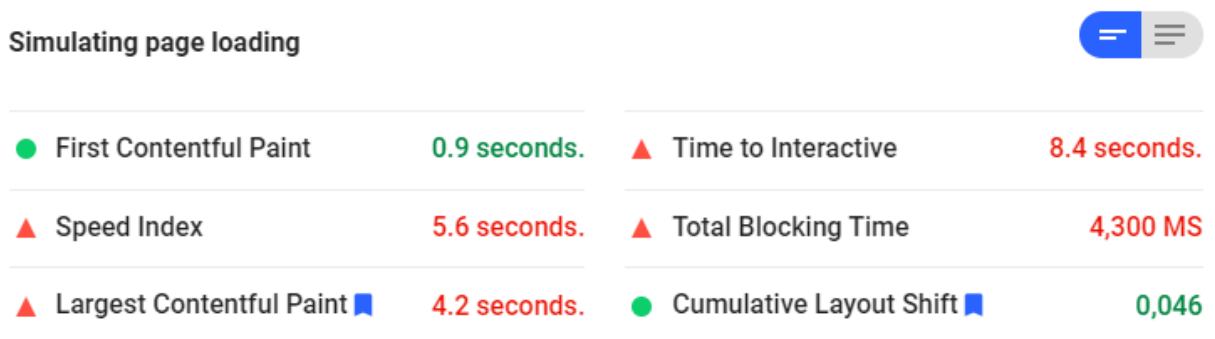 Simulating page loading
First Contentful Paint 0.9 seconds.
Time to Interactive 8.4 seconds.
Speed Index 5.6 seconds.
Total Blocking Time 4,300 MS
Largest Contentful Paint 4.2 seconds.
Cumulative Layout Shift 0,046